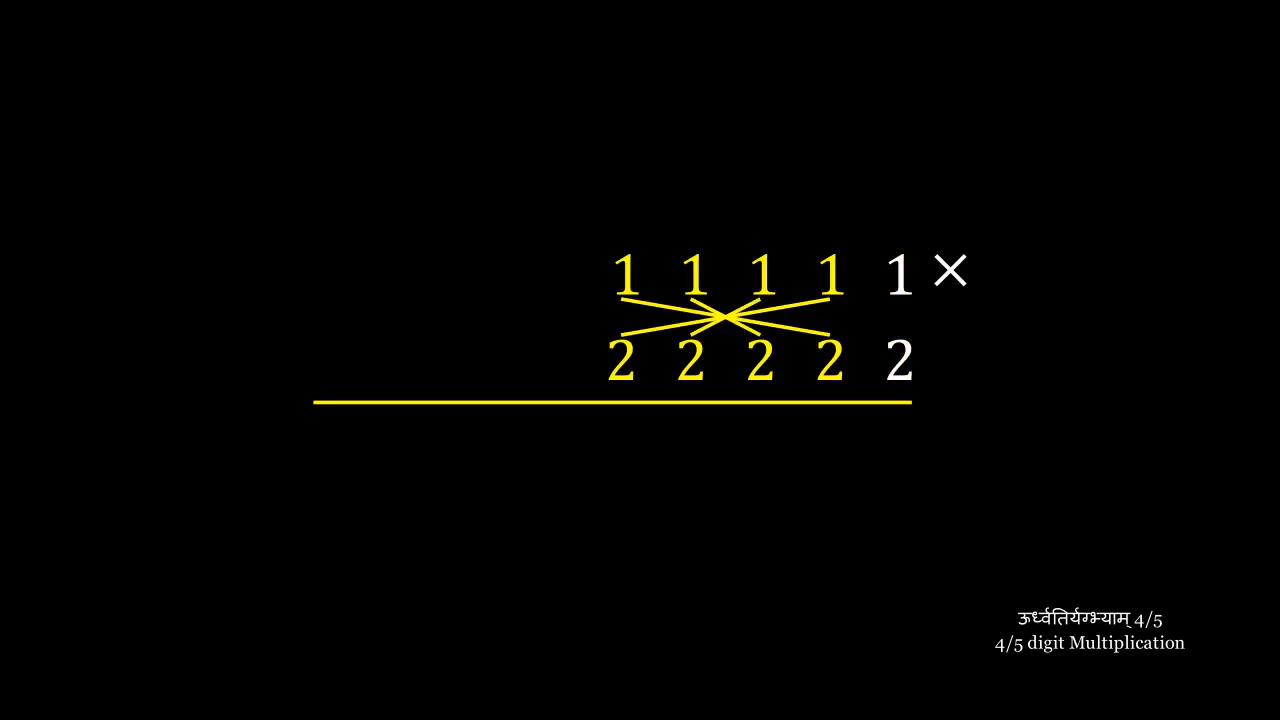 1 1 1 1 1 ×
2 2 2 2 2
ऊर्ध्वतिर्यग्भ्याम् 4/5
4/5 digit Multiplication